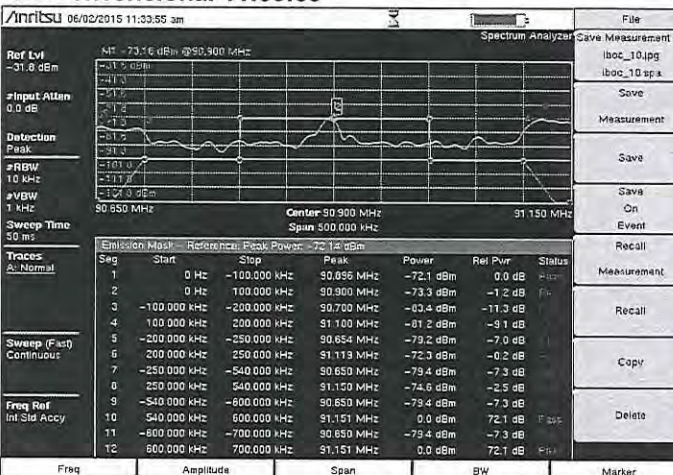 Anritsu 06/02/2015 11:33:55 am
Spectrum Analyzer
M1 -73.16 dBm @90.900 MHz
Ref Lvl
-31.8 dBm
#Input Atten
0.0 dB
Detection
Peak
#RBW
10 kHz
#VBW
1 kHz
Sweep Time
50 ms
Traces
A: Normal
Sweep (Fast)
Continuous
Freq Ref
Int Std Accy
90.650 MHz
Center 90.900 MHz
91.150 MHz
Span 500.000 kHz
Emission Mask - Reference: Peak Power: -72.14 dBm
Seg Start Stop Peak Power Rel Pwr Status
1 0 Hz -100.000 kHz 90.896 MHz -72.1 dBm 0.0 dB
2 0 Hz 100.000 kHz 90.900 MHz -73.3 dBm -1.2 dB
3 -100.000 kHz -200.000 kHz 90.700 MHz -83.4 dBm -11.3 dB
4 100.000 kHz 200.000 kHz 91.100 MHz -81.2 dBm -9.1 dB
5 -200.000 kHz -250.000 kHz 90.654 MHz -79.2 dBm -7.0 dB
6 200.000 kHz 250.000 kHz 91.119 MHz -72.3 dBm -0.2 dB
7 -250.000 kHz -540.000 kHz 90.650 MHz -79.4 dBm -7.3 dB
8 250.000 kHz 540.000 kHz 91.150 MHz -74.6 dBm -2.5 dB
9 -540.000 kHz -600.000 kHz 90.650 MHz -79.4 dBm -7.3 dB
10 540.000 kHz 600.000 kHz 91.151 MHz 0.0 dBm 72.1 dB Pass
11 -600.000 kHz -700.000 kHz 90.650 MHz -79.4 dBm -7.3 dB
12 600.000 kHz 700.000 kHz 91.151 MHz 0.0 dBm 72.1 dB
File
Save Measurement
iboc_10.jpg
iboc_10.spa
Save
Measurement
Save
Save
On
Event
Recall
Measurement
Recall
Copy
Delete
Freq
Amplitude
Span
BW
Marker